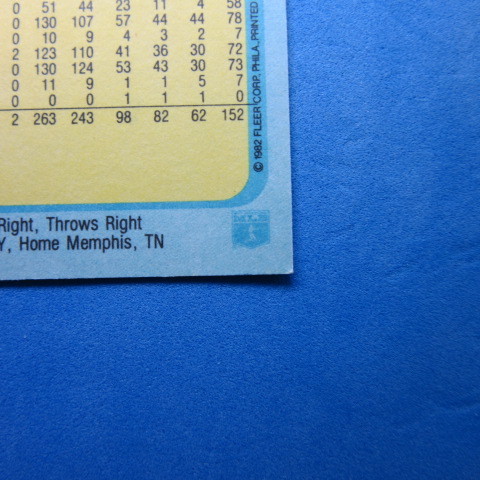 0 51 44 23 11 4 58
0 130 107 57 44 44 78
0 10 9 4 3 2 7
2 123 110 41 36 30 72
0 130 124 53 43 30 73
0 11 9 1 1 5 7
0 0 0 1 1 1 0
2 263 243 98 82 62 152
© 1982 FLEER CORP. PHILA. PRINTED
Right, Throws Right
Y, Home Memphis, TN